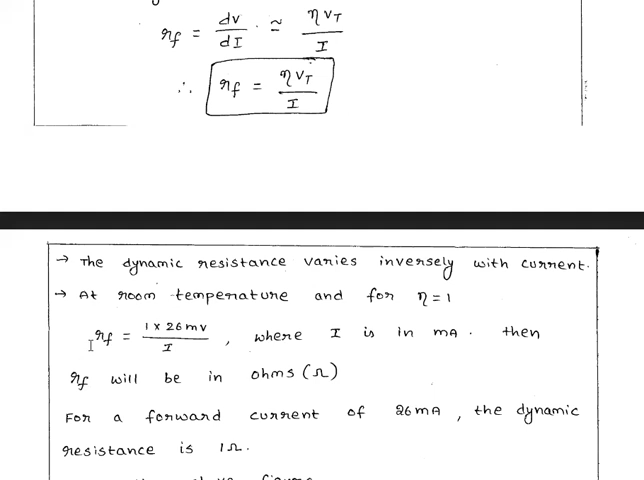 rf = dv/dI ≃ ηVT/I
∴ rf = ηVT/I
→ The dynamic resistance varies inversely with current.
→ At room temperature and for η=1
rf = 1 x 26mv/I , where I is in mA. then
rf will be in ohms (Ω)
For a forward current of 26mA, the dynamic
resistance is 1Ω.